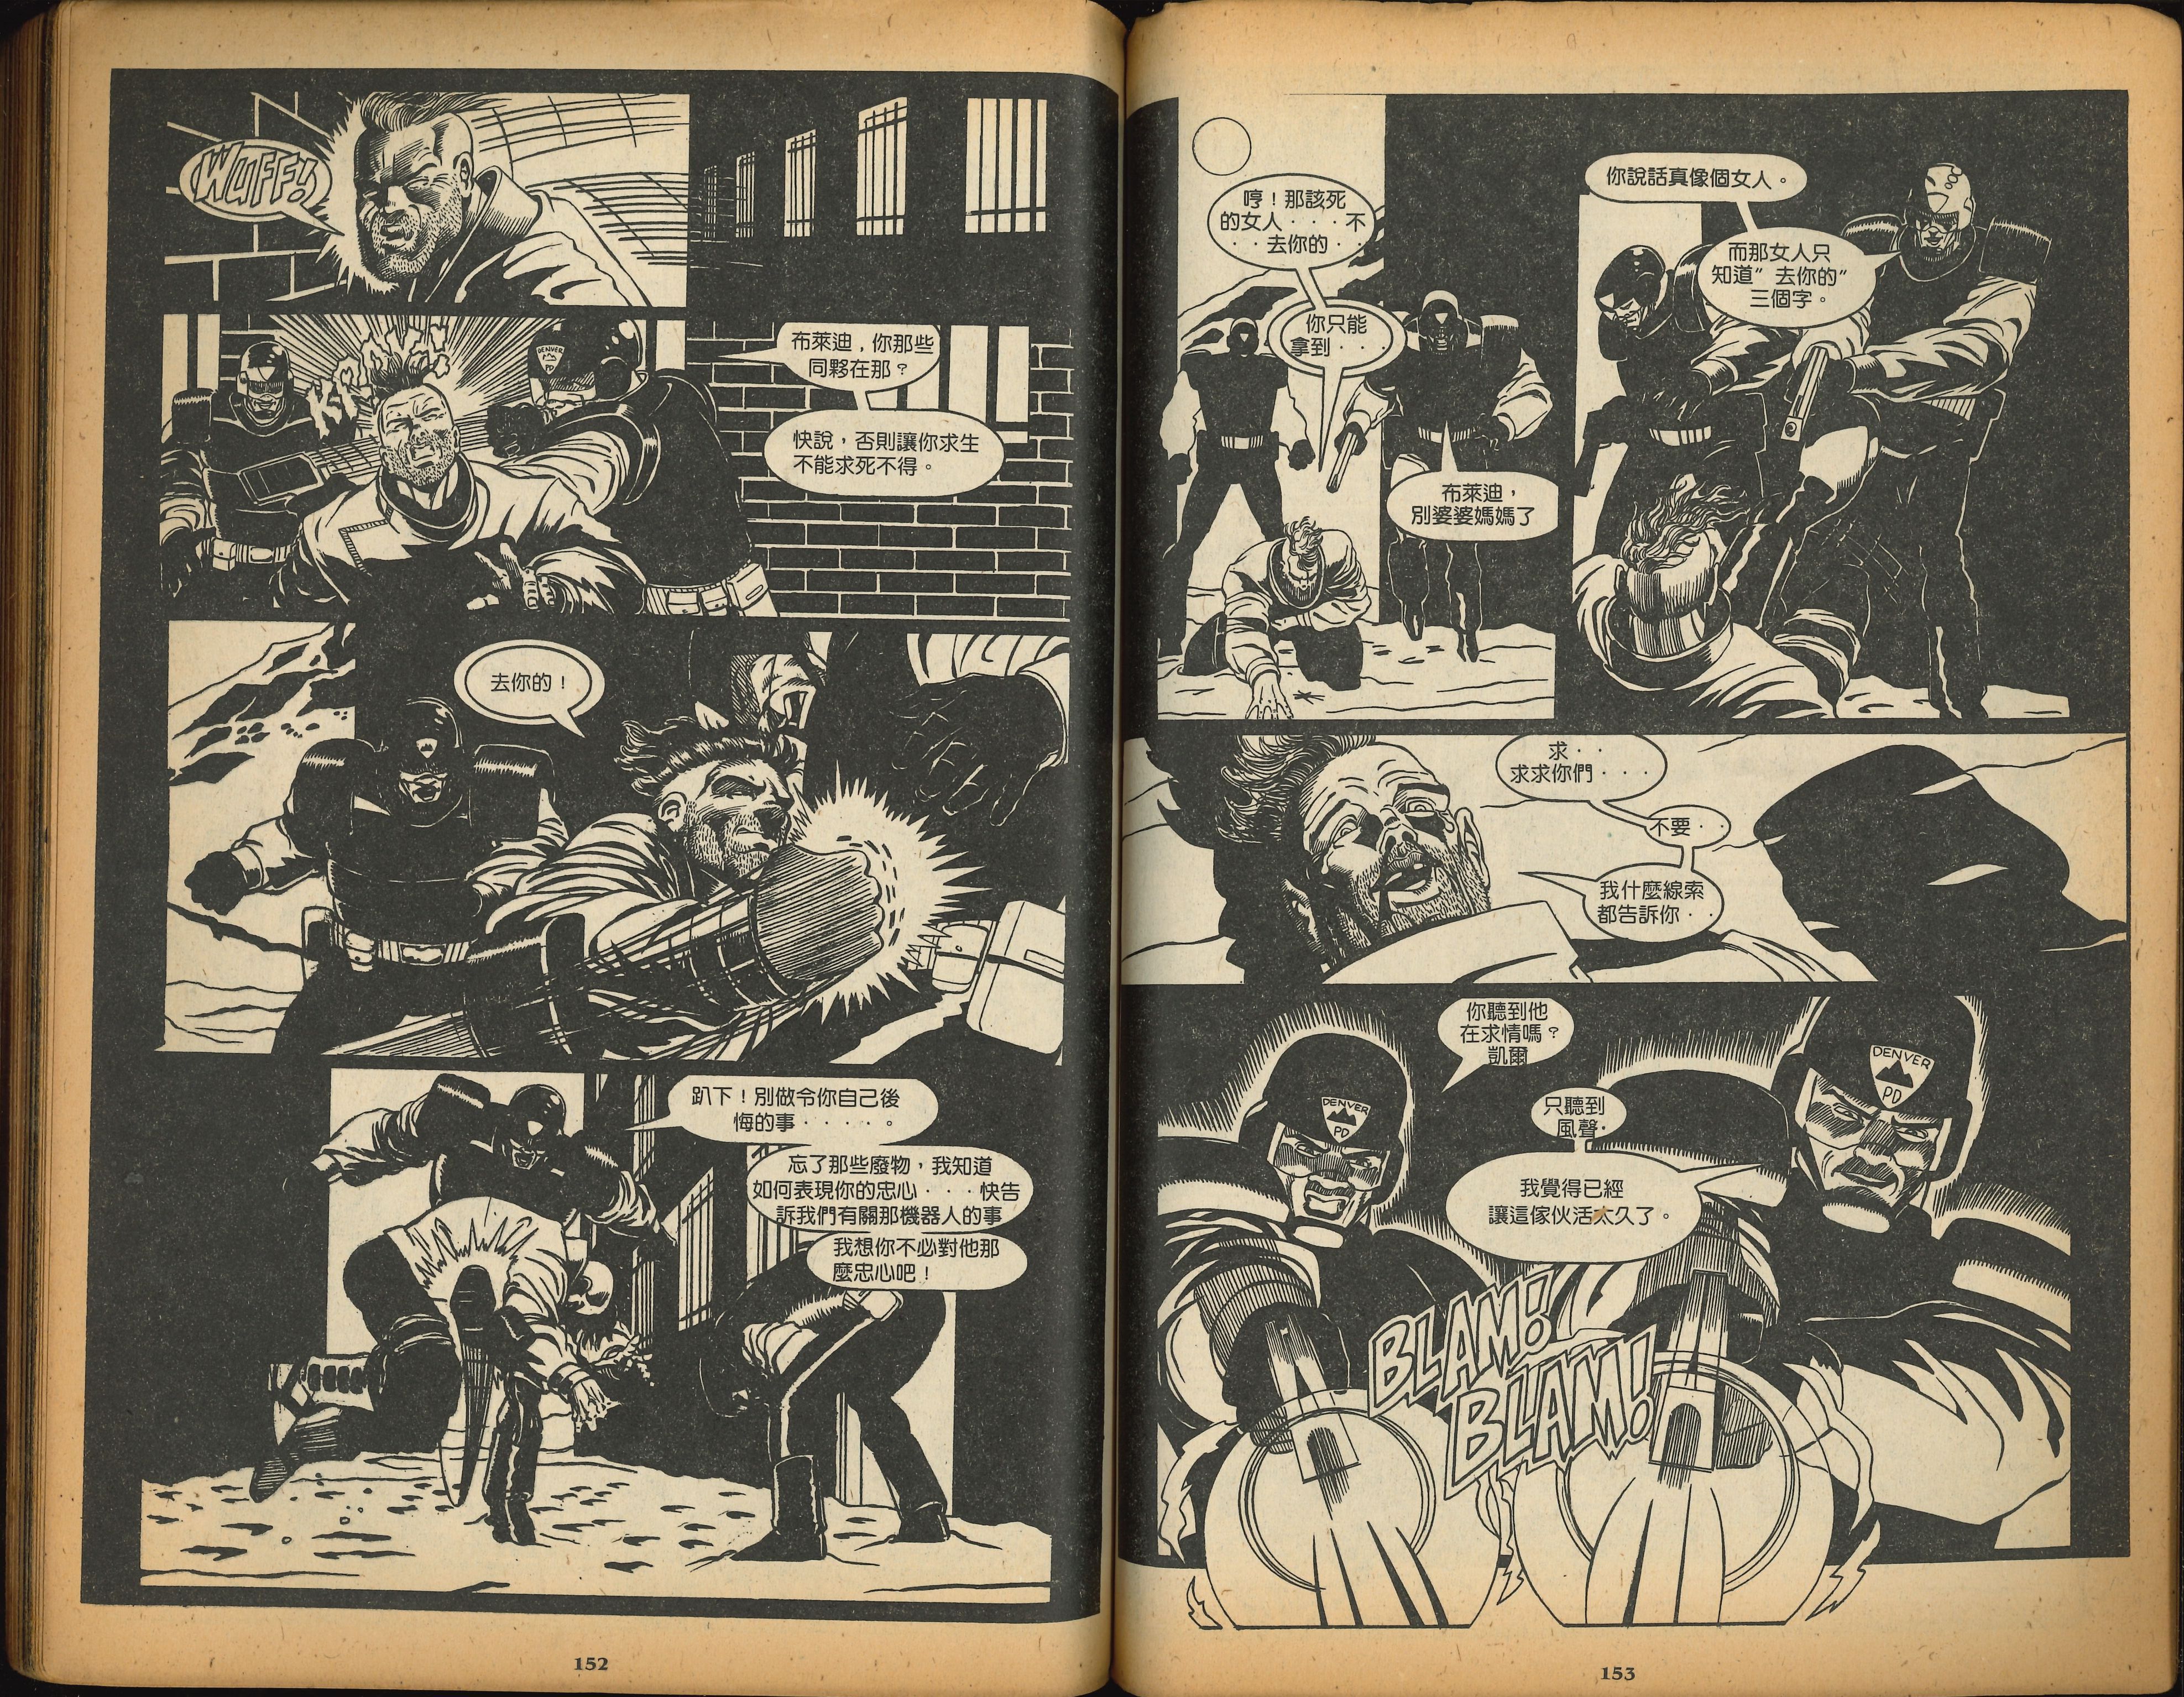 WUFF!
DENVER
PD
布萊迪，你那些
同夥在那？
快說，否則讓你求生
不能求死不得。
去你的！
趴下！別做令你自己後
悔的事‧‧‧‧‧。
忘了那些廢物，我知道
如何表現你的忠心‧‧‧快告
訴我們有關那機器人的事
我想你不必對他那
麼忠心吧！
152
哼！那該死
的女人‧‧‧不
‧‧去你的‧‧
你只能
拿到‧‧‧
布萊迪，
別婆婆媽媽了
你說話真像個女人。
而那女人只
知道”去你的”
三個字。
求‧‧
求求你們‧‧‧
不要‧‧
我什麼線索
都告訴你‧‧
你聽到他
在求情嗎？
凱爾
只聽到
風聲‧
我覺得已經
讓這傢伙活太久了。
DENVER
PD
DENVER
PD
BLAM!
BLAM!
153